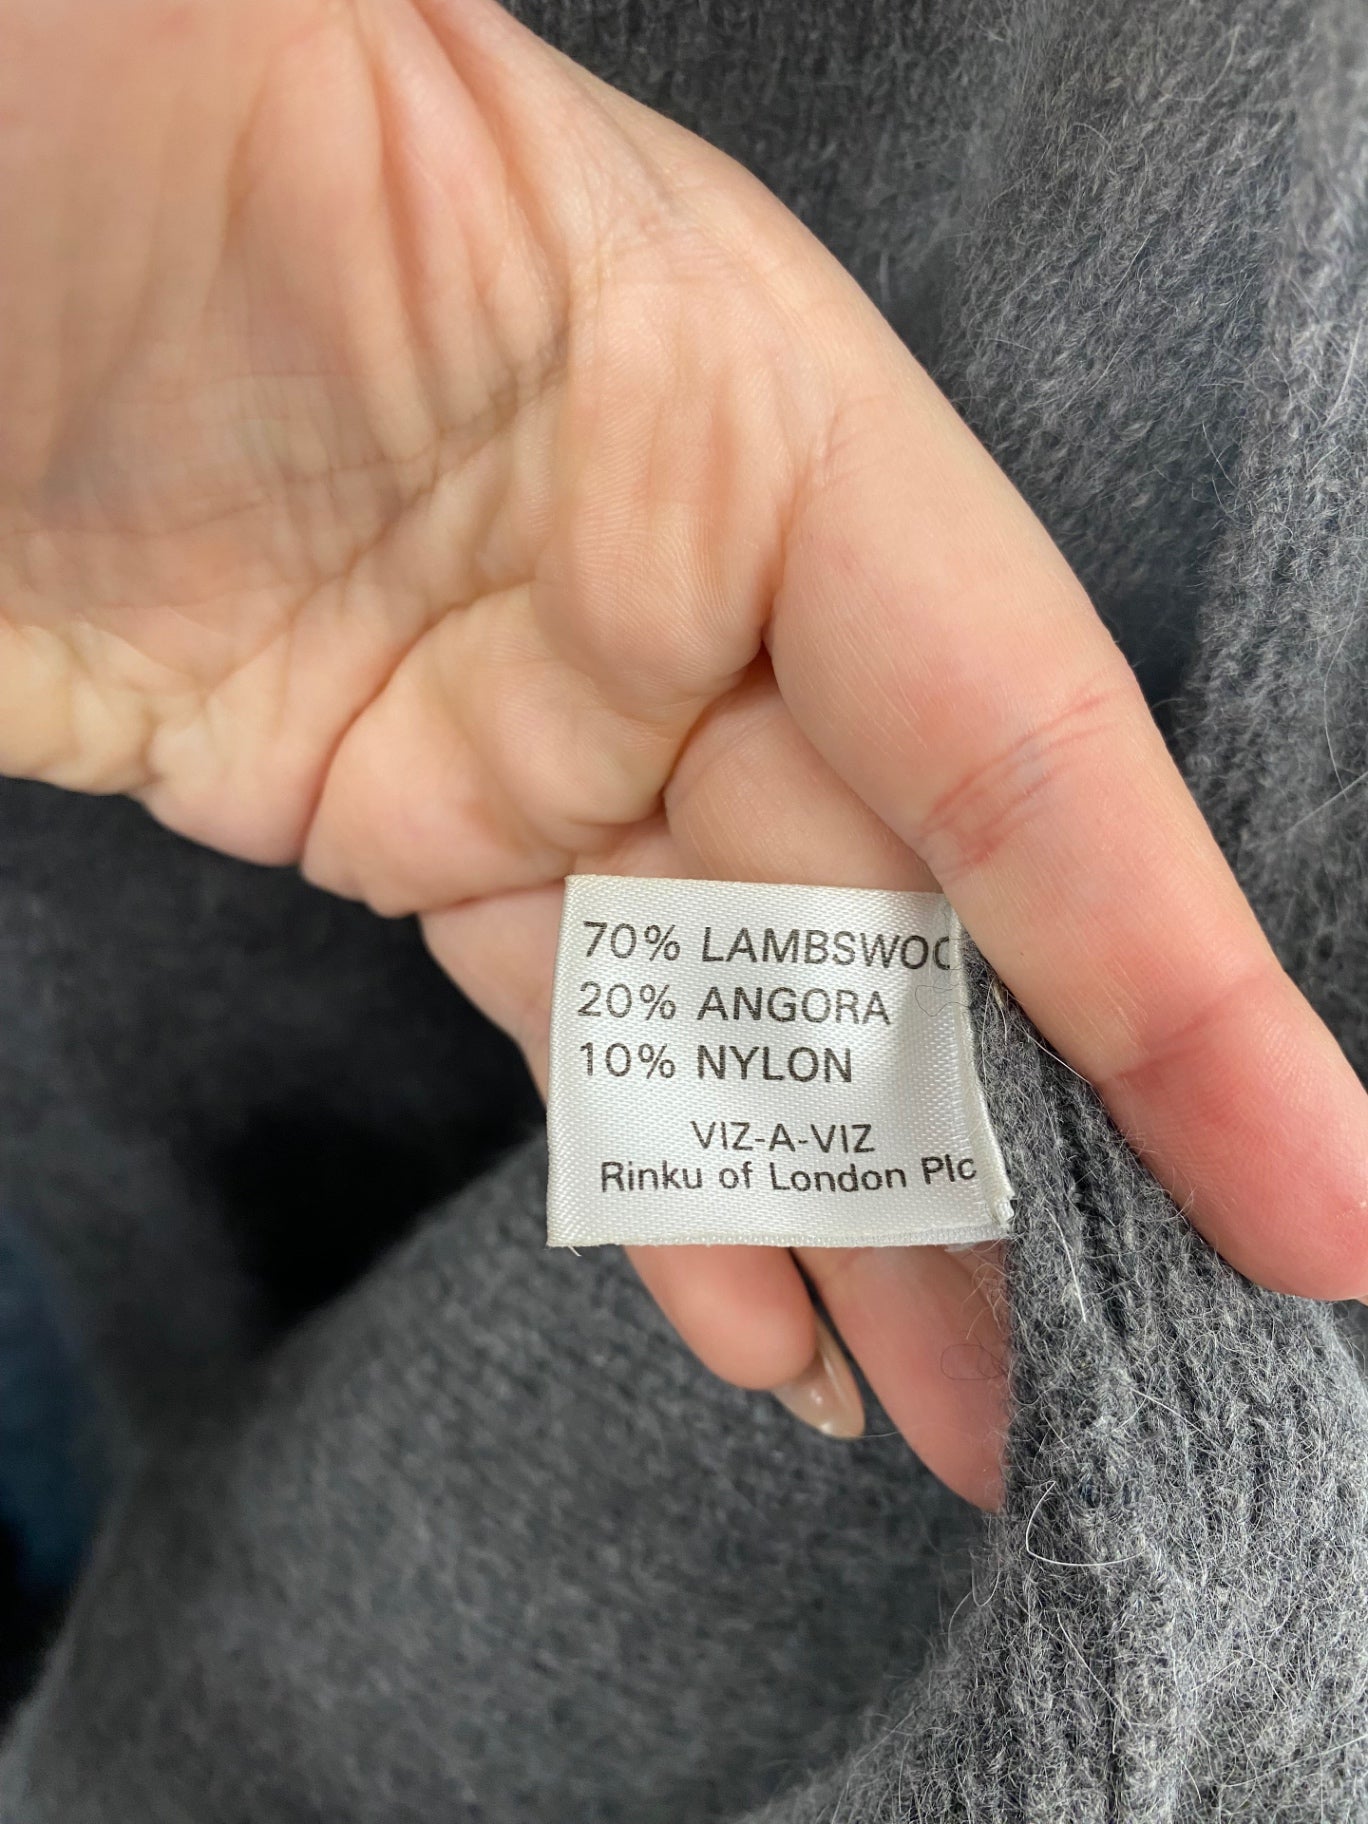 70% LAMBSWOO
20% ANGORA
10% NYLON
VIZ-A-VIZ
Rinku of London Plc